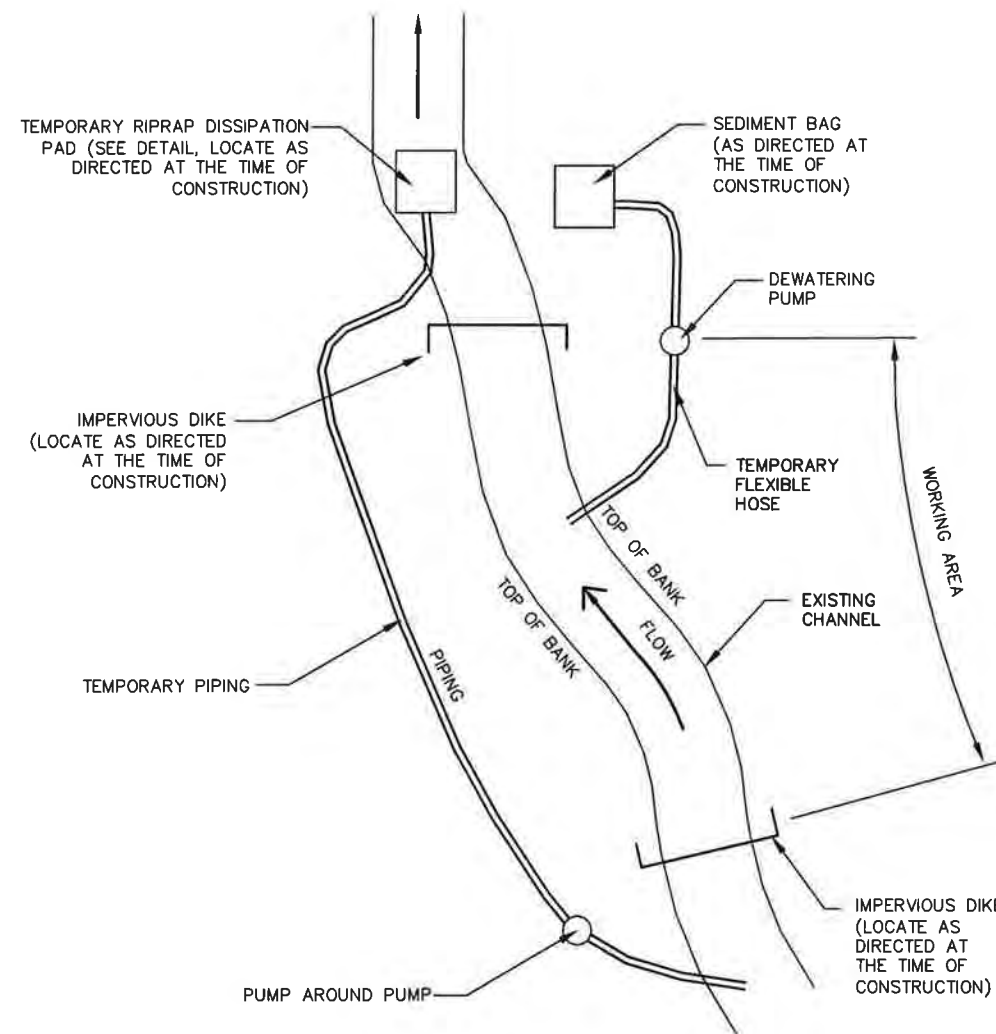 TEMPORARY RIPRAP DISSIPATION
PAD (SEE DETAIL, LOCATE AS
DIRECTED AT THE TIME OF
CONSTRUCTION)
SEDIMENT BAG
(AS DIRECTED AT
THE TIME OF
CONSTRUCTION)
DEWATERING
PUMP
IMPERVIOUS DIKE
(LOCATE AS DIRECTED
AT THE TIME OF
CONSTRUCTION)
TEMPORARY
FLEXIBLE
HOSE
WORKING AREA
TOP OF BANK
TOP OF BANK
FLOW
EXISTING
CHANNEL
PIPING
TEMPORARY PIPING
IMPERVIOUS DIKE
(LOCATE AS
DIRECTED AT
THE TIME OF
CONSTRUCTION)
PUMP AROUND PUMP